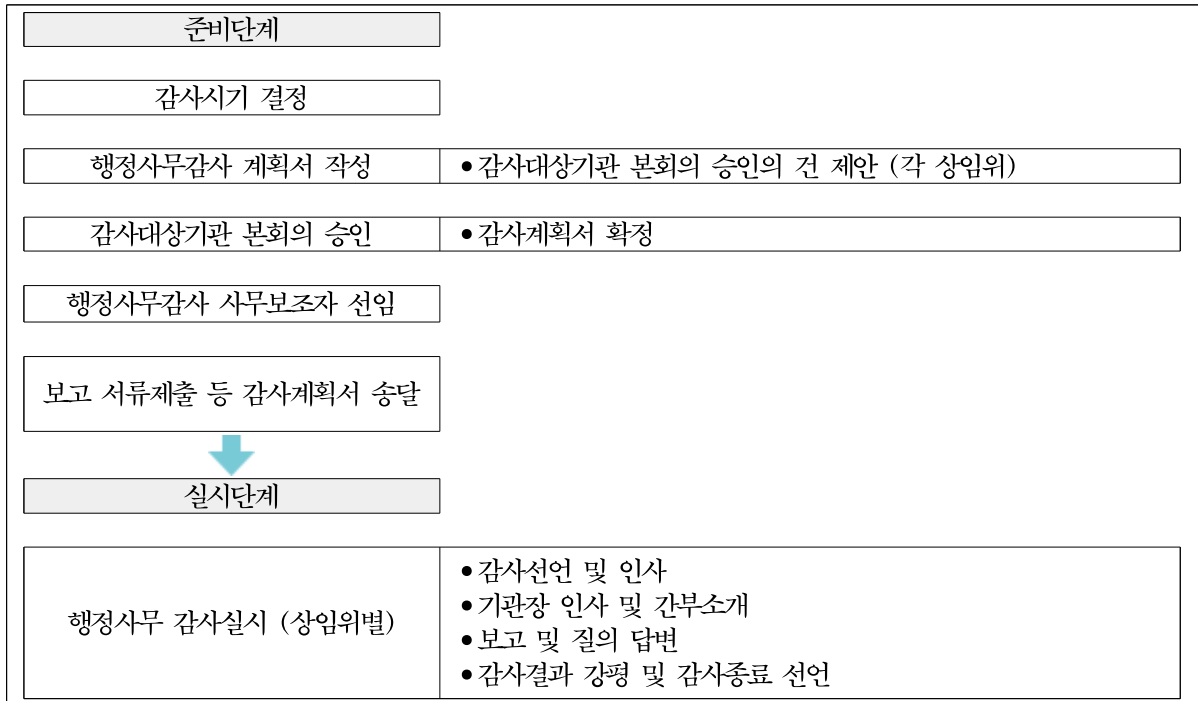 준비단계
감사시기 결정
행정사무감사 계획서 작성
•감사대상기관 본회의 승인의 건 제안 (각 상임위)
감사대상기관 본회의 승인
•감사계획서 확정
행정사무감사 사무보조자 선임
보고 서류제출 등 감사계획서 송달
실시단계
행정사무 감사실시 (상임위별)
•감사선언 및 인사
•기관장 인사 및 간부소개
•보고 및 질의 답변
•감사결과 강평 및 감사종료 선언